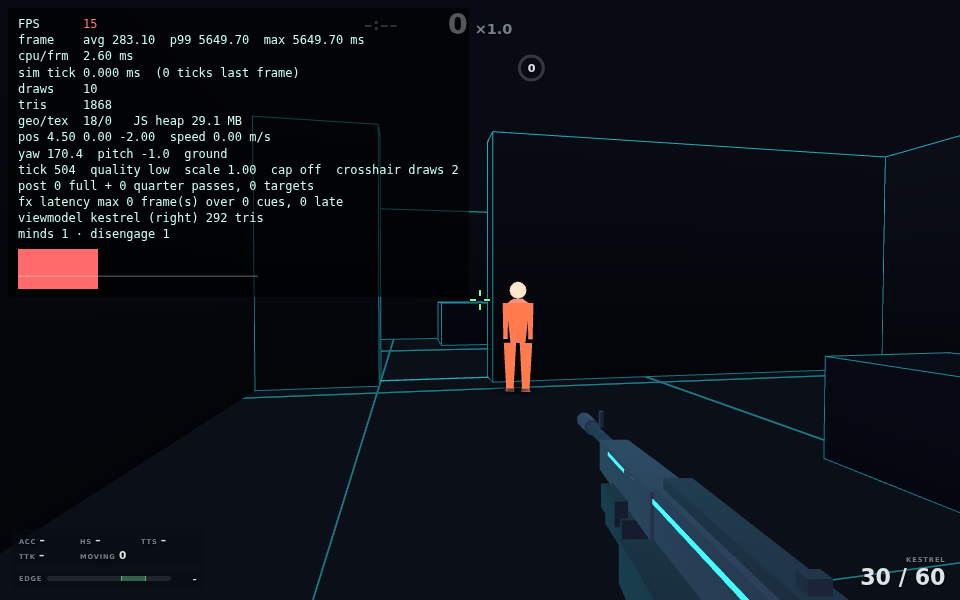 FPS 15
frame avg 283.10 p99 5649.70 max 5649.70 ms
cpu/frm 2.60 ms
sim tick 0.000 ms (0 ticks last frame)
draws 10
tris 1868
geo/tex 18/0 JS heap 29.1 MB
pos 4.50 0.00 -2.00 speed 0.00 m/s
yaw 170.4 pitch -1.0 ground
tick 504 quality low scale 1.00 cap off crosshair draws 2
post 0 full + 0 quarter passes, 0 targets
fx latency max 0 frame(s) over 0 cues, 0 late
viewmodel kestrel (right) 292 tris
minds 1 · disengage 1
-:-- 0 ×1.0
0
ACC - HS - TTS -
TTK - MOVING 0
EDGE -
KESTREL
30 / 60